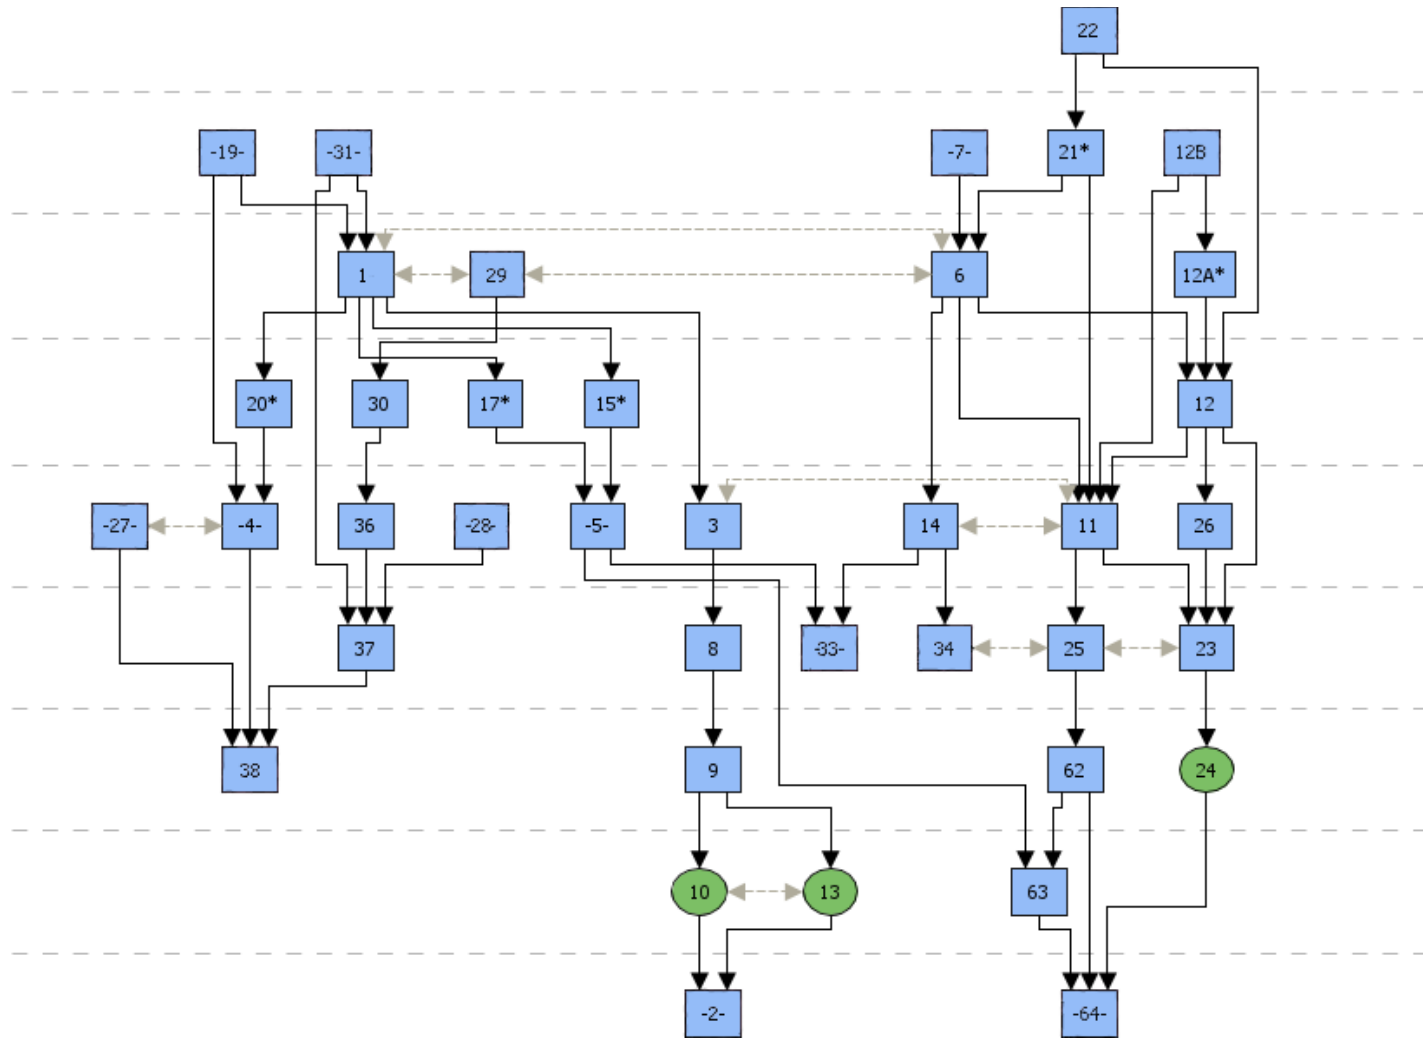 22
-19- -31- -7- 21* 12B
1 29 6 12A*
20* 30 17* 15* 12
-27- -4- 36 -28- -5- 3 14 11 26
37 8 -33- 34 25 23
38 9 62 24
10 13 63
-2- -64-